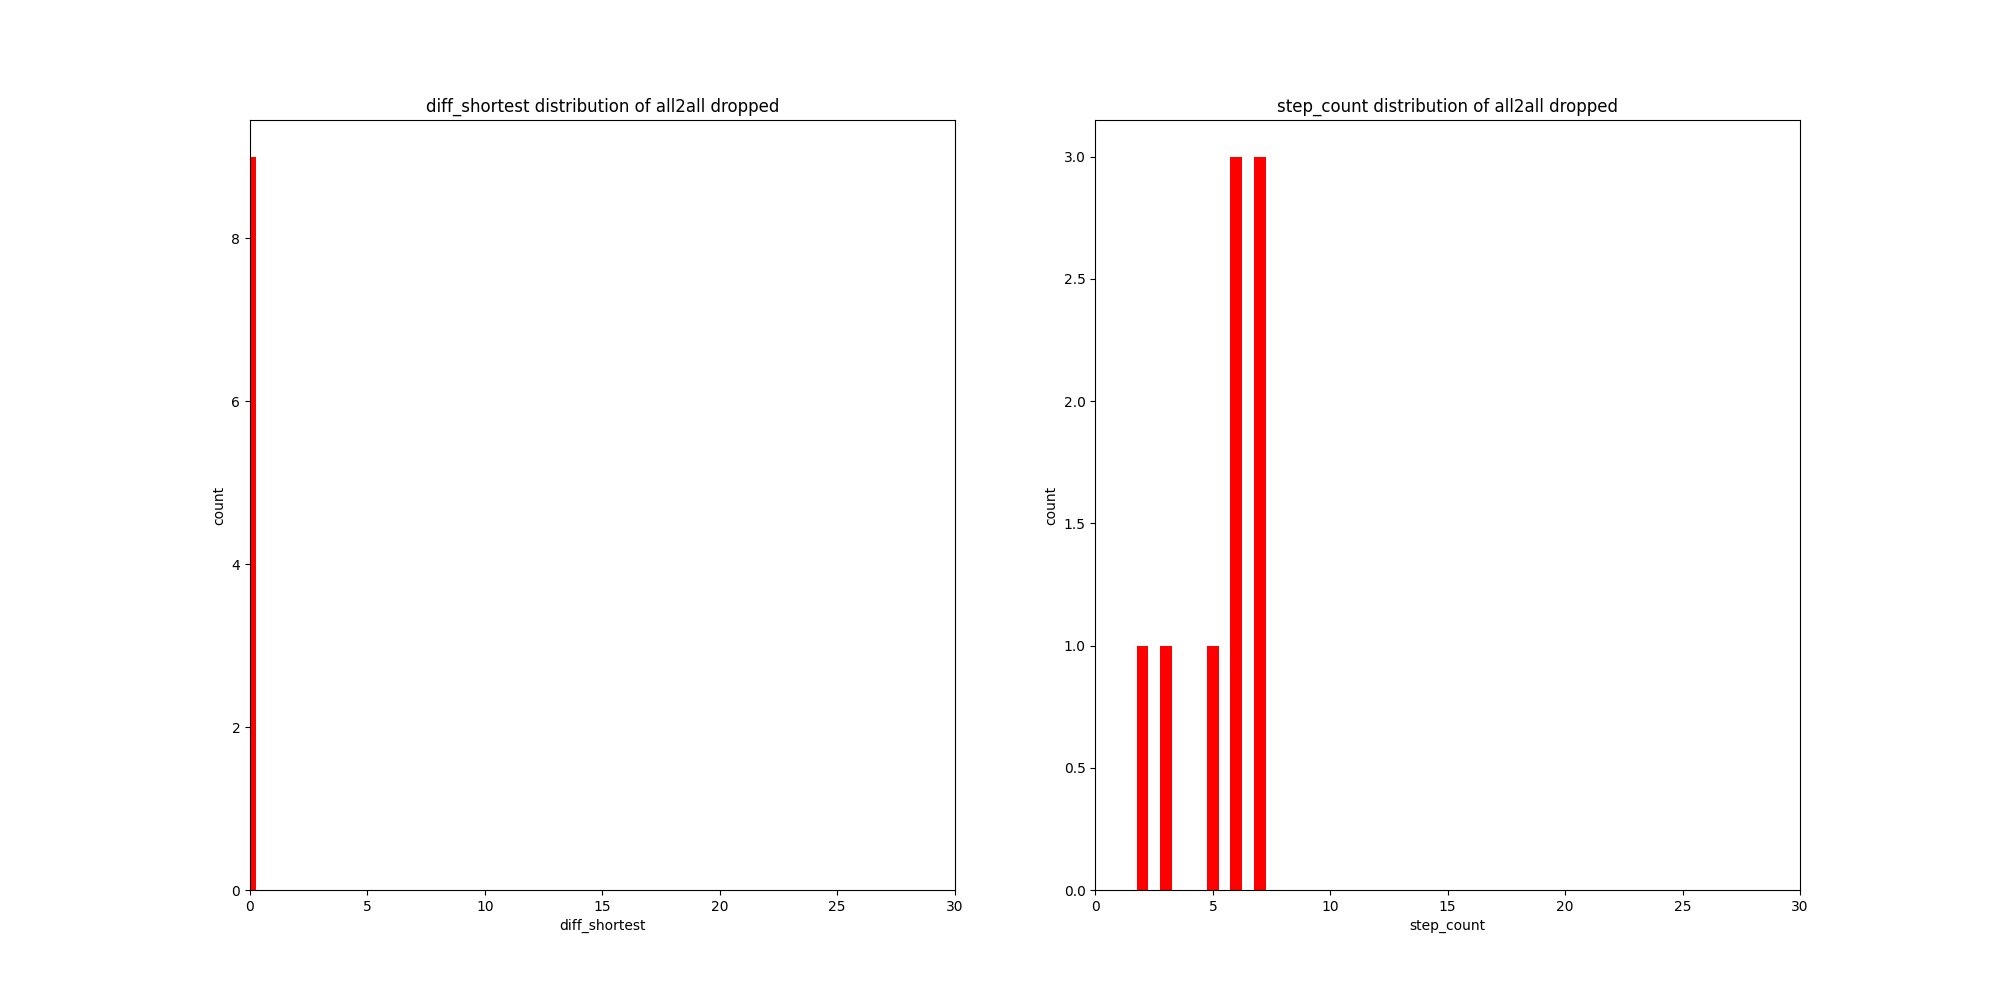 diff_shortest distribution of all2all dropped
count
8
6
4
2
0
0 5 10 15 20 25 30
diff_shortest
step_count distribution of all2all dropped
count
3.0
2.5
2.0
1.5
1.0
0.5
0.0
0 5 10 15 20 25 30
step_count